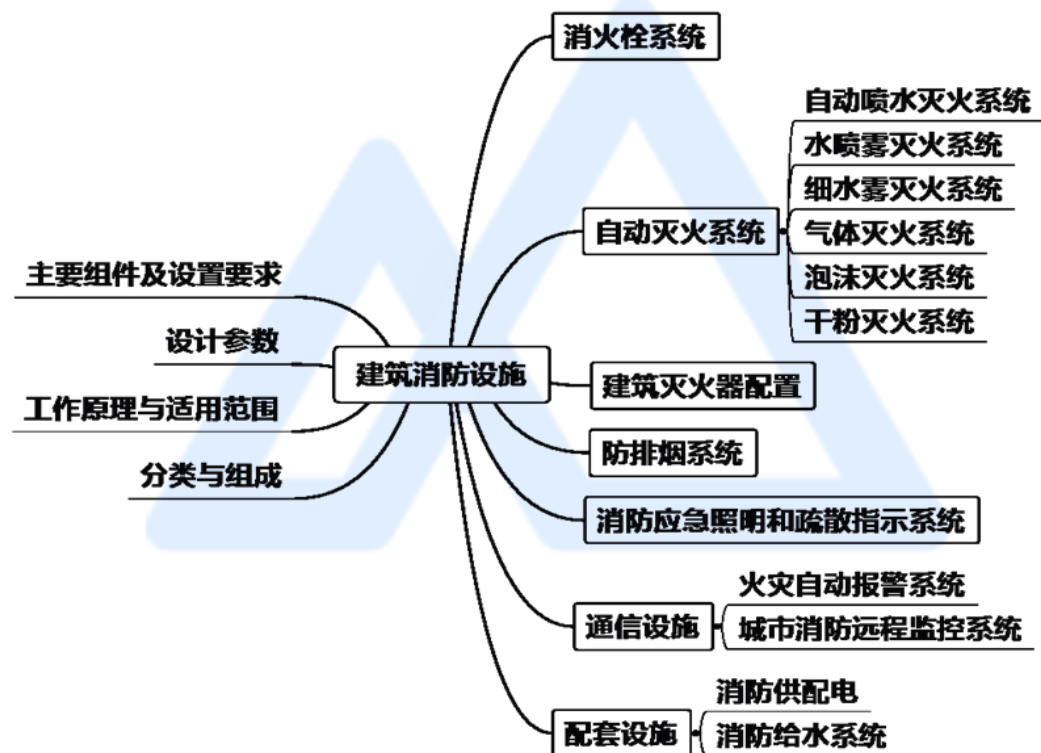 消火栓系统
自动喷水灭火系统
水喷雾灭火系统
细水雾灭火系统
自动灭火系统
气体灭火系统
泡沫灭火系统
干粉灭火系统
主要组件及设置要求
设计参数
建筑消防设施
建筑灭火器配置
工作原理与适用范围
防排烟系统
分类与组成
消防应急照明和疏散指示系统
火灾自动报警系统
通信设施
城市消防远程监控系统
消防供配电
配套设施
消防给水系统